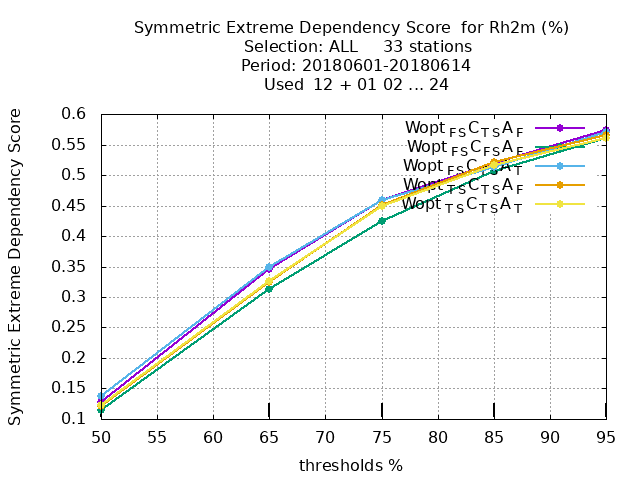 Symmetric Extreme Dependency Score for Rh2m (%)
Selection: ALL 33 stations
Period: 20180601-20180614
Used 12 + 01 02 ... 24
Symmetric Extreme Dependency Score
0.6
0.55
0.5
0.45
0.4
0.35
0.3
0.25
0.2
0.15
0.1
Wopt FS C TS A F
Wopt FS C FS A F
Wopt FS C TS A T
Wopt TS C TS A F
Wopt TS C TS A T
50 55 60 65 70 75 80 85 90 95
thresholds %